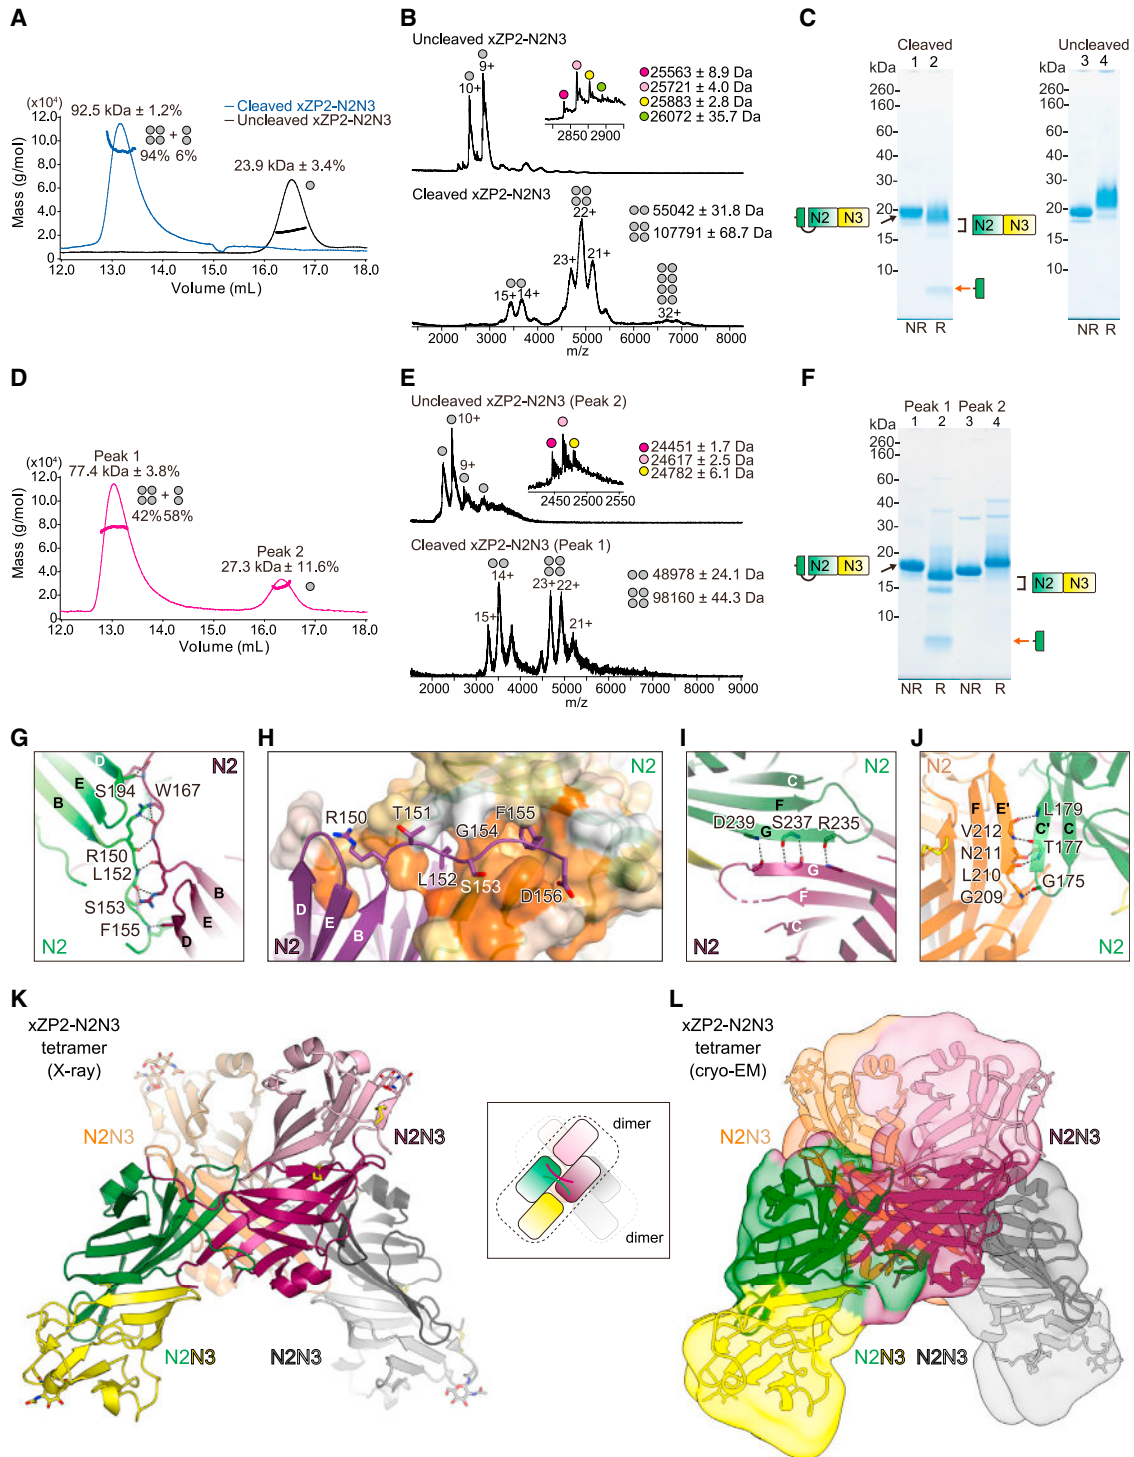 A
(x10⁴)
92.5 kDa ± 1.2%
Cleaved xZP2-N2N3
Uncleaved xZP2-N2N3
12.0
10.0
8.0
6.0
4.0
2.0
0
Mass (g/mol)
+
94% 6%
23.9 kDa ± 3.4%
12.0 13.0 14.0 15.0 16.0 17.0 18.0
Volume (mL)
B
Uncleaved xZP2-N2N3
9+
10+
25563 ± 8.9 Da
25721 ± 4.0 Da
25883 ± 2.8 Da
26072 ± 35.7 Da
2850 2900
Cleaved xZP2-N2N3
22+
23+
21+
15+
14+
32+
55042 ± 31.8 Da
107791 ± 68.7 Da
2000 3000 4000 5000 6000 7000 8000
m/z
C
Cleaved
Uncleaved
kDa 1 2
kDa 3 4
260
160
60
40
30
20
15
10
260
160
60
40
30
20
15
10
N2 N3
N2 N3
NR R
NR R
D
(x10⁴)
Peak 1
77.4 kDa ± 3.8%
12.0
10.0
8.0
6.0
4.0
2.0
0
Mass (g/mol)
+
42% 58%
Peak 2
27.3 kDa ± 11.6%
12.0 13.0 14.0 15.0 16.0 17.0 18.0
Volume (mL)
E
Uncleaved xZP2-N2N3 (Peak 2)
10+
9+
24451 ± 1.7 Da
24617 ± 2.5 Da
24782 ± 6.1 Da
2450 2500 2550
Cleaved xZP2-N2N3 (Peak 1)
14+
15+
23+ 22+
21+
48978 ± 24.1 Da
98160 ± 44.3 Da
2000 3000 4000 5000 6000 7000 8000 9000
m/z
F
Peak 1 Peak 2
kDa 1 2 3 4
260
160
60
40
30
20
15
10
N2 N3
N2 N3
NR R NR R
G
N2
D
E
B
S194
W167
R150
L152
S153
F155
B
E
D
N2
H
N2
R150
T151
F155
G154
L152
S153
D156
D
E
B
N2
I
N2
C
F
D239
S237
R235
G
G
F
C
N2
J
N2
F
E'
L179
V212
C'
C
T177
N211
L210
G175
G209
N2
K
xZP2-N2N3
tetramer
(X-ray)
N2N3
N2N3
N2N3
N2N3
dimer
dimer
L
xZP2-N2N3
tetramer
(cryo-EM)
N2N3
N2N3
N2N3
N2N3